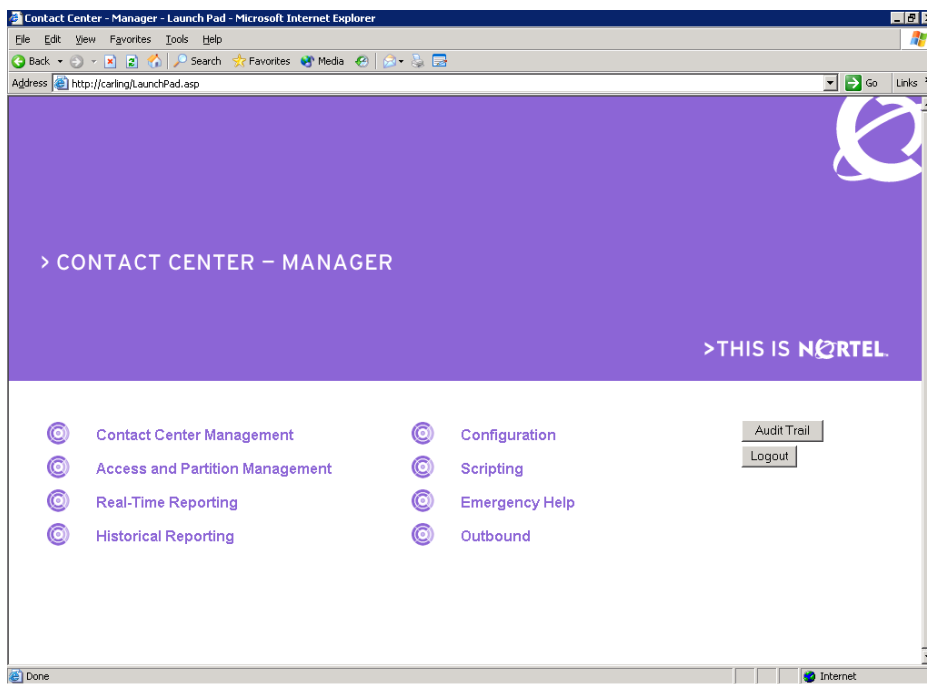 Contact Center - Manager - Launch Pad - Microsoft Internet Explorer
File Edit View Favorites Tools Help
Back Search Favorites Media
Address http://carling/LaunchPad.asp Go Links
> CONTACT CENTER – MANAGER
>THIS IS NORTEL.
Contact Center Management
Access and Partition Management
Real-Time Reporting
Historical Reporting
Configuration
Scripting
Emergency Help
Outbound
Audit Trail
Logout
Done Internet